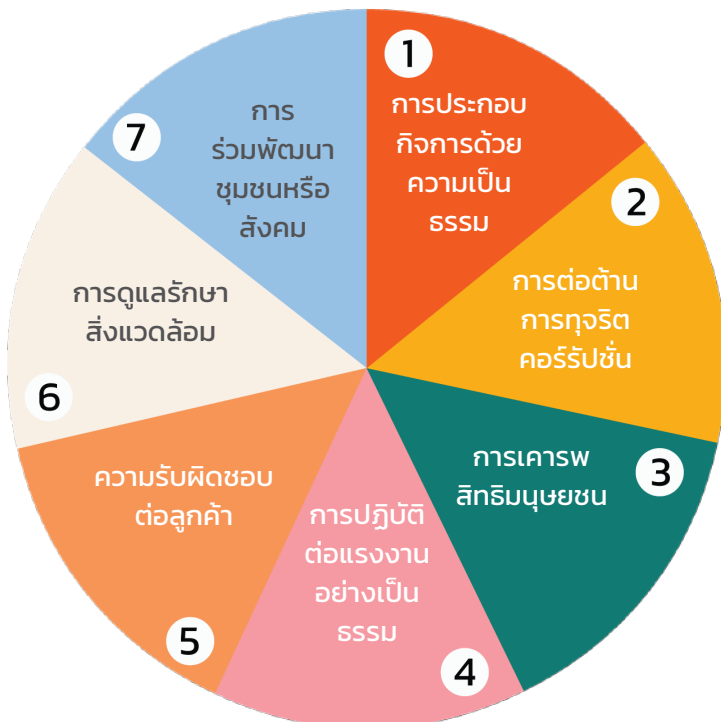 1
การประกอบ
กิจการด้วย
ความเป็น
ธรรม
2
การต่อต้าน
การทุจริต
คอร์รัปชั่น
3
การเคารพ
สิทธิมนุษยชน
4
การปฏิบัติ
ต่อแรงงาน
อย่างเป็น
ธรรม
5
ความรับผิดชอบ
ต่อลูกค้า
6
การดูแลรักษา
สิ่งแวดล้อม
7
การ
ร่วมพัฒนา
ชุมชนหรือ
สังคม